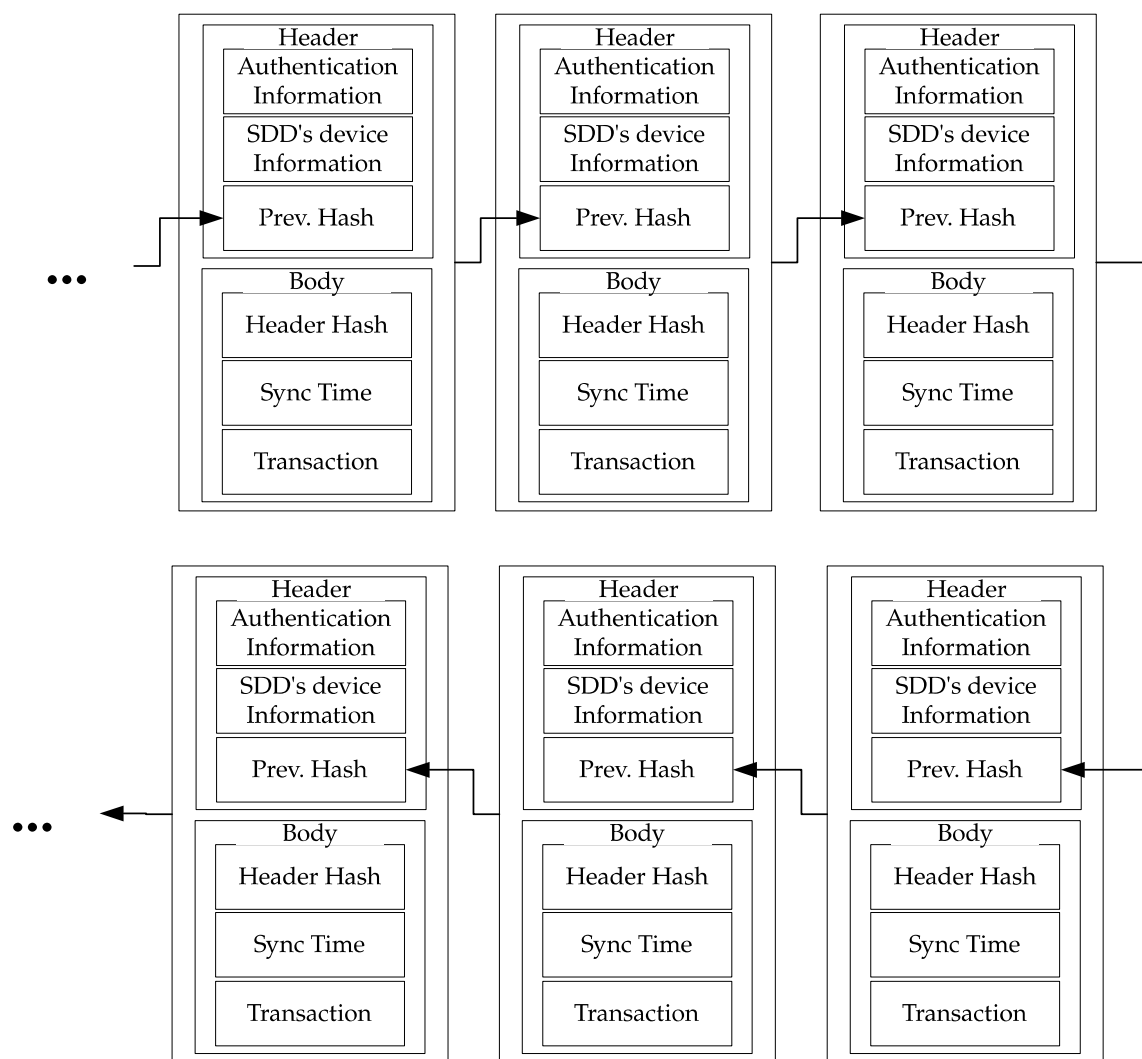 Header
Authentication
Information
SDD's device
Information
Prev. Hash
Body
Header Hash
Sync Time
Transaction
Header
Authentication
Information
SDD's device
Information
Prev. Hash
Body
Header Hash
Sync Time
Transaction
Header
Authentication
Information
SDD's device
Information
Prev. Hash
Body
Header Hash
Sync Time
Transaction
...
Header
Authentication
Information
SDD's device
Information
Prev. Hash
Body
Header Hash
Sync Time
Transaction
Header
Authentication
Information
SDD's device
Information
Prev. Hash
Body
Header Hash
Sync Time
Transaction
Header
Authentication
Information
SDD's device
Information
Prev. Hash
Body
Header Hash
Sync Time
Transaction
...